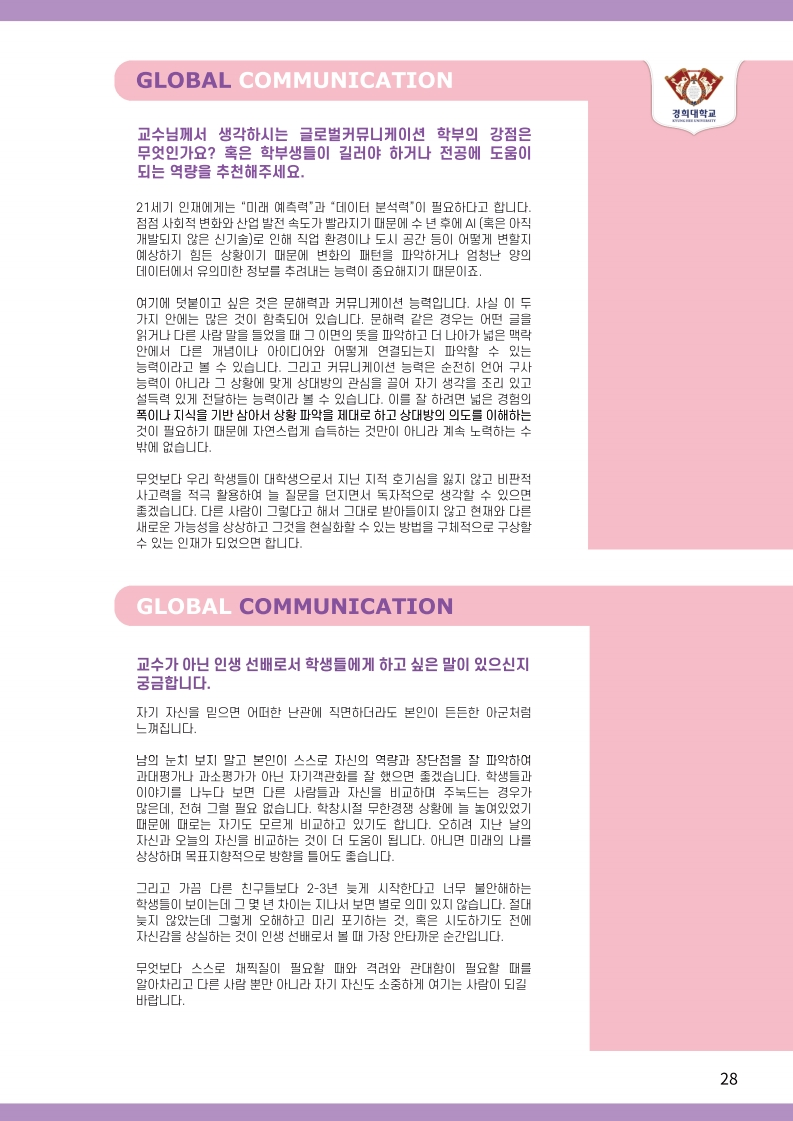 GLOBAL COMMUNICATION
경희대학교
KYUNG HEE UNIVERSITY
교수님께서 생각하시는 글로벌커뮤니케이션 학부의 강점은
무엇인가요? 혹은 학부생들이 길러야 하거나 전공에 도움이
되는 역량을 추천해주세요.
21세기 인재에게는 “미래 예측력”과 “데이터 분석력”이 필요하다고 합니다.
점점 사회적 변화와 산업 발전 속도가 빨라지기 때문에 수 년 후에 AI (혹은 아직
개발되지 않은 신기술)로 인해 직업 환경이나 도시 공간 등이 어떻게 변할지
예상하기 힘든 상황이기 때문에 변화의 패턴을 파악하거나 엄청난 양의
데이터에서 유의미한 정보를 추려내는 능력이 중요해지기 때문이죠.
여기에 덧붙이고 싶은 것은 문해력과 커뮤니케이션 능력입니다. 사실 이 두
가지 안에는 많은 것이 함축되어 있습니다. 문해력 같은 경우는 어떤 글을
읽거나 다른 사람 말을 들었을 때 그 이면의 뜻을 파악하고 더 나아가 넓은 맥락
안에서 다른 개념이나 아이디어와 어떻게 연결되는지 파악할 수 있는
능력이라고 볼 수 있습니다. 그리고 커뮤니케이션 능력은 순전히 언어 구사
능력이 아니라 그 상황에 맞게 상대방의 관심을 끌어 자기 생각을 조리 있고
설득력 있게 전달하는 능력이라 볼 수 있습니다. 이를 잘 하려면 넓은 경험의
폭이나 지식을 기반 삼아서 상황 파악을 제대로 하고 상대방의 의도를 이해하는
것이 필요하기 때문에 자연스럽게 습득하는 것만이 아니라 계속 노력하는 수
밖에 없습니다.
무엇보다 우리 학생들이 대학생으로서 지닌 지적 호기심을 잃지 않고 비판적
사고력을 적극 활용하여 늘 질문을 던지면서 독자적으로 생각할 수 있으면
좋겠습니다. 다른 사람이 그렇다고 해서 그대로 받아들이지 않고 현재와 다른
새로운 가능성을 상상하고 그것을 현실화할 수 있는 방법을 구체적으로 구상할
수 있는 인재가 되었으면 합니다.
GLOBAL COMMUNICATION
교수가 아닌 인생 선배로서 학생들에게 하고 싶은 말이 있으신지
궁금합니다.
자기 자신을 믿으면 어떠한 난관에 직면하더라도 본인이 든든한 아군처럼
느껴집니다.
남의 눈치 보지 말고 본인이 스스로 자신의 역량과 장단점을 잘 파악하여
과대평가나 과소평가가 아닌 자기객관화를 잘 했으면 좋겠습니다. 학생들과
이야기를 나누다 보면 다른 사람들과 자신을 비교하며 주눅드는 경우가
많은데, 전혀 그럴 필요 없습니다. 학창시절 무한경쟁 상황에 늘 놓여있었기
때문에 때로는 자기도 모르게 비교하고 있기도 합니다. 오히려 지난 날의
자신과 오늘의 자신을 비교하는 것이 더 도움이 됩니다. 아니면 미래의 나를
상상하며 목표지향적으로 방향을 틀어도 좋습니다.
그리고 가끔 다른 친구들보다 2-3년 늦게 시작한다고 너무 불안해하는
학생들이 보이는데 그 몇 년 차이는 지나서 보면 별로 의미 있지 않습니다. 절대
늦지 않았는데 그렇게 오해하고 미리 포기하는 것, 혹은 시도하기도 전에
자신감을 상실하는 것이 인생 선배로서 볼 때 가장 안타까운 순간입니다.
무엇보다 스스로 채찍질이 필요할 때와 격려와 관대함이 필요할 때를
알아차리고 다른 사람 뿐만 아니라 자기 자신도 소중하게 여기는 사람이 되길
바랍니다.
28